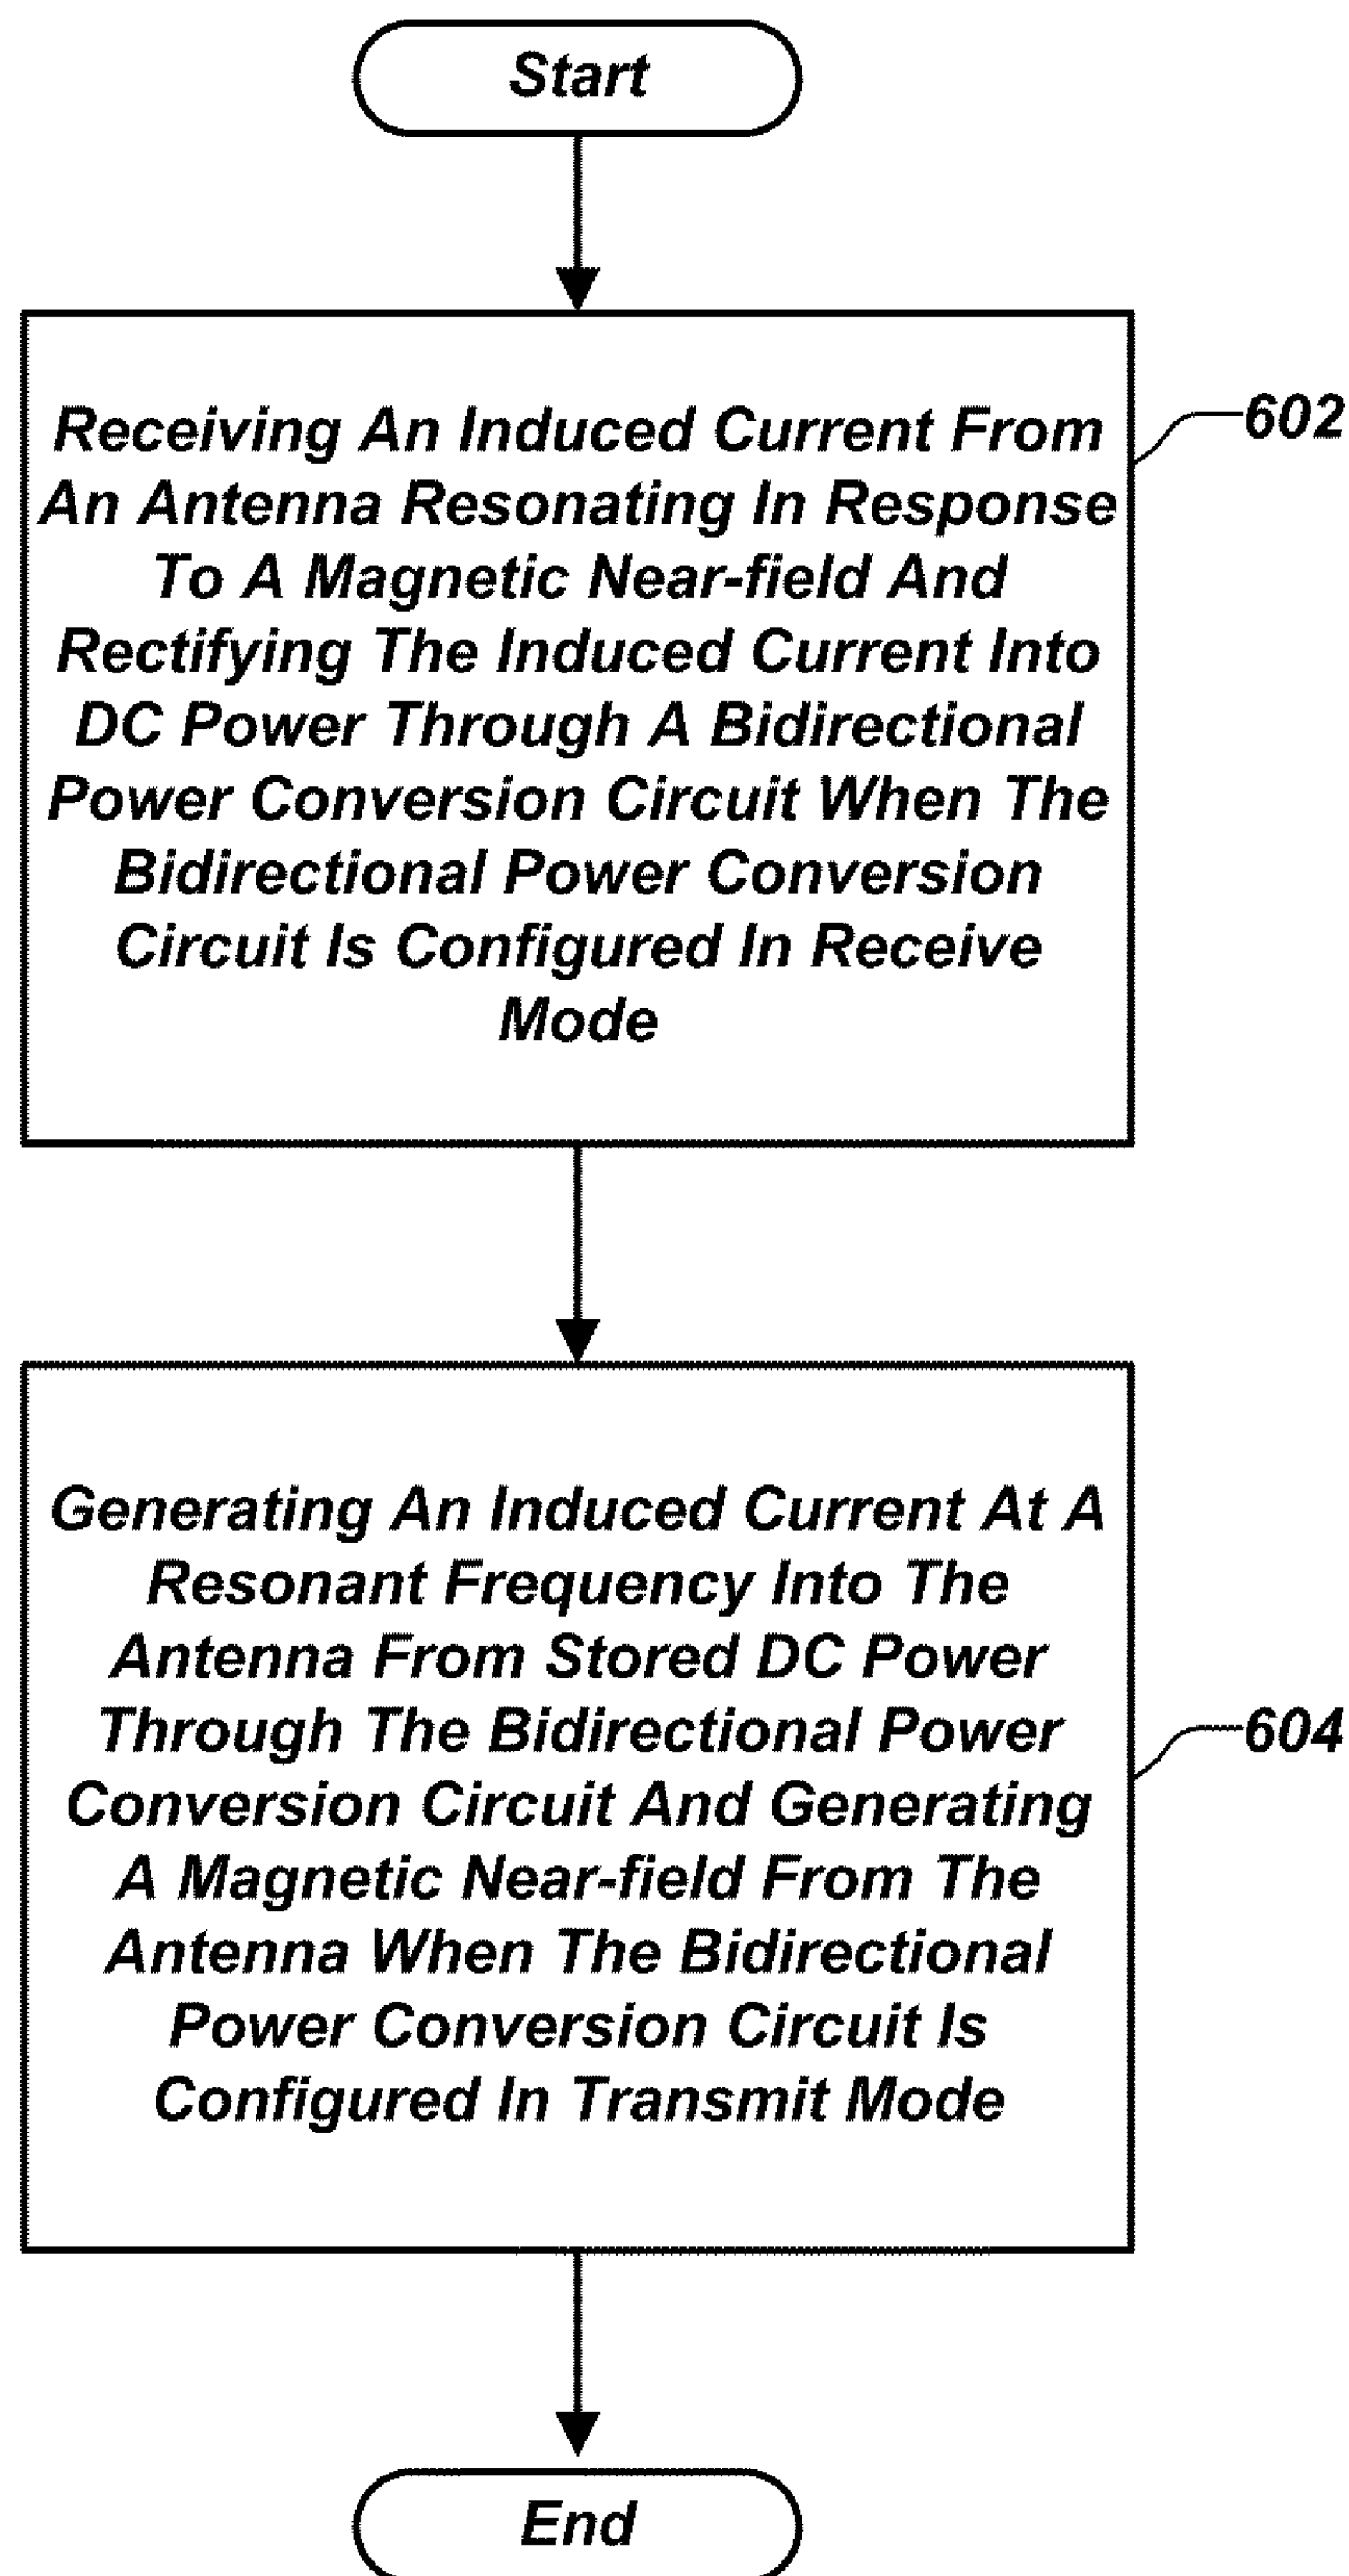 Start
Receiving An Induced Current From
An Antenna Resonating In Response
To A Magnetic Near-field And
Rectifying The Induced Current Into
DC Power Through A Bidirectional
Power Conversion Circuit When The
Bidirectional Power Conversion
Circuit Is Configured In Receive
Mode
602
Generating An Induced Current At A
Resonant Frequency Into The
Antenna From Stored DC Power
Through The Bidirectional Power
Conversion Circuit And Generating
A Magnetic Near-field From The
Antenna When The Bidirectional
Power Conversion Circuit Is
Configured In Transmit Mode
604
End